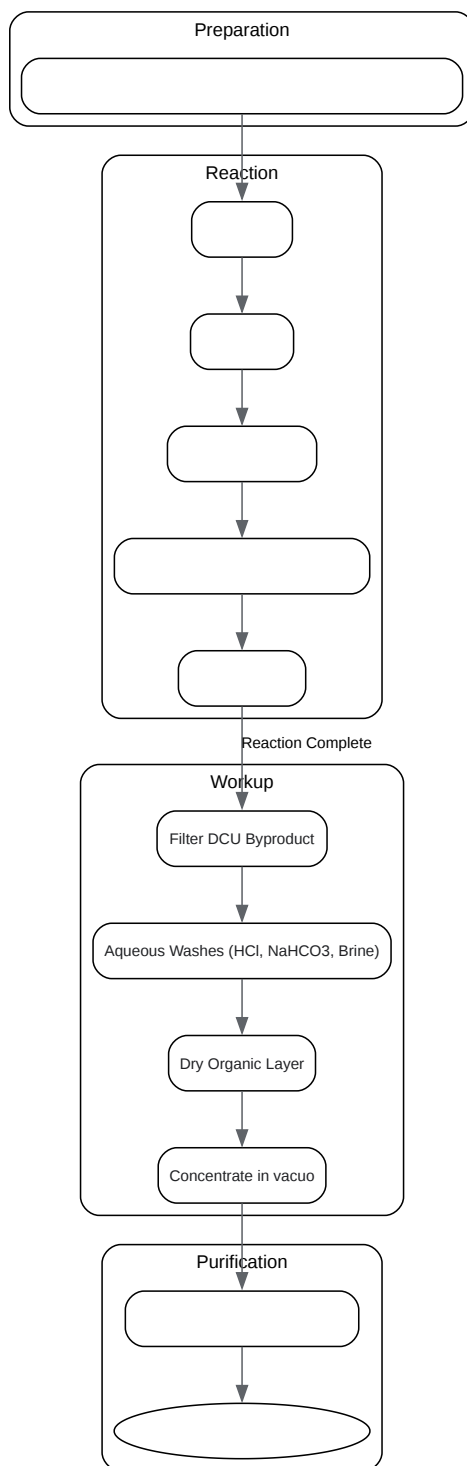 Preparation
Reaction
Reaction Complete
Workup
Filter DCU Byproduct
Aqueous Washes (HCl, NaHCO3, Brine)
Dry Organic Layer
Concentrate in vacuo
Purification